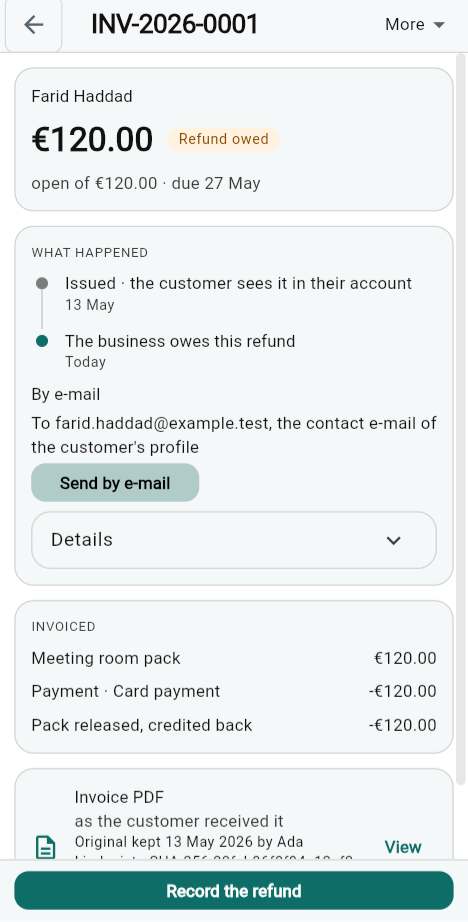 INV-2026-0001
More
Farid Haddad
€120.00 Refund owed
open of €120.00 · due 27 May
WHAT HAPPENED
Issued · the customer sees it in their account
13 May
The business owes this refund
Today
By e-mail
To farid.haddad@example.test, the contact e-mail of
the customer's profile
Send by e-mail
Details
INVOICED
Meeting room pack €120.00
Payment · Card payment -€120.00
Pack released, credited back -€120.00
Invoice PDF
as the customer received it
Original kept 13 May 2026 by Ada
View
Record the refund